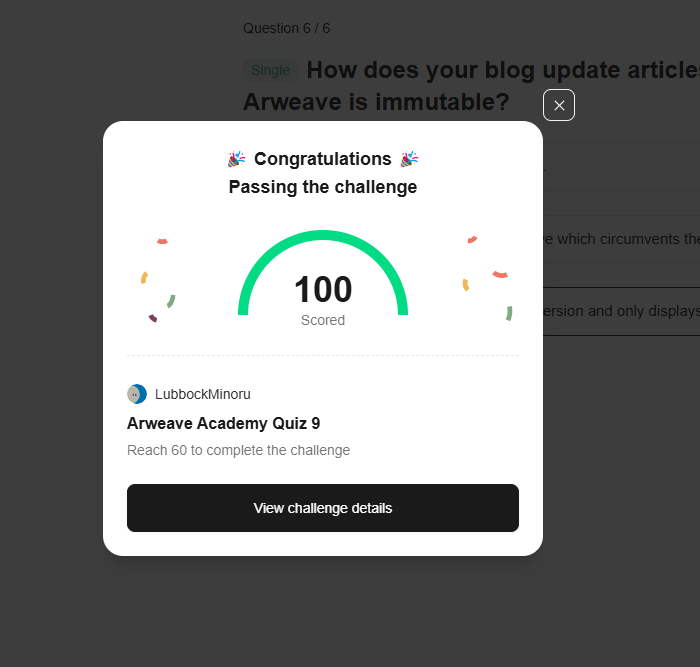 Question 6 / 6
Single How does your blog update articles
Arweave is immutable?
Congratulations
Passing the challenge
which circumvents the
ersion and only displays
100
Scored
LubbockMinoru
Arweave Academy Quiz 9
Reach 60 to complete the challenge
View challenge details